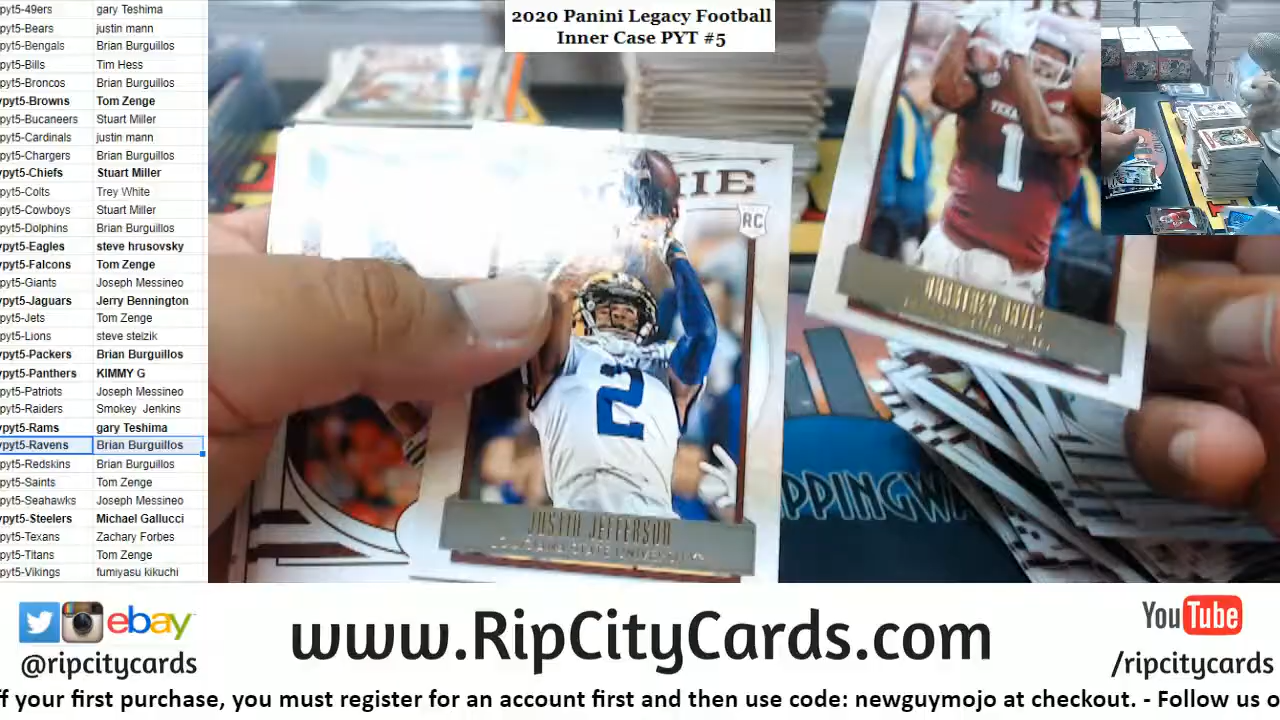 pyt5-49ers gary Teshima
pyt5-Bears justin mann
pyt5-Bengals Brian Burguillos
pyt5-Bills Tim Hess
pyt5-Broncos Brian Burguillos
pyt5-Browns Tom Zenge
pyt5-Bucaneers Stuart Miller
pyt5-Cardinals justin mann
pyt5-Chargers Brian Burguillos
pyt5-Chiefs Stuart Miller
pyt5-Colts Trey White
pyt5-Cowboys Stuart Miller
pyt5-Dolphins Brian Burguillos
pyt5-Eagles steve hrusovsky
pyt5-Falcons Tom Zenge
pyt5-Giants Joseph Messineo
pyt5-Jaguars Jerry Bennington
pyt5-Jets Tom Zenge
pyt5-Lions steve stelzik
pyt5-Packers Brian Burguillos
pyt5-Panthers KIMMY G
pyt5-Patriots Joseph Messineo
pyt5-Raiders Smokey Jenkins
pyt5-Rams gary Teshima
pyt5-Ravens Brian Burguillos
pyt5-Redskins Brian Burguillos
pyt5-Saints Tom Zenge
pyt5-Seahawks Joseph Messineo
pyt5-Steelers Michael Gallucci
pyt5-Texans Zachary Forbes
pyt5-Titans Tom Zenge
pyt5-Vikings fumiyasu kikuchi
2020 Panini Legacy Football
Inner Case PYT #5
RC
2
JUSTIN JEFFERSON
LOUISIANA STATE UNIVERSITY
1
ebay
@ripcitycards
www.RipCityCards.com
YouTube
/ripcitycards
ff your first purchase, you must register for an account first and then use code: newguymojo at checkout. - Follow us o